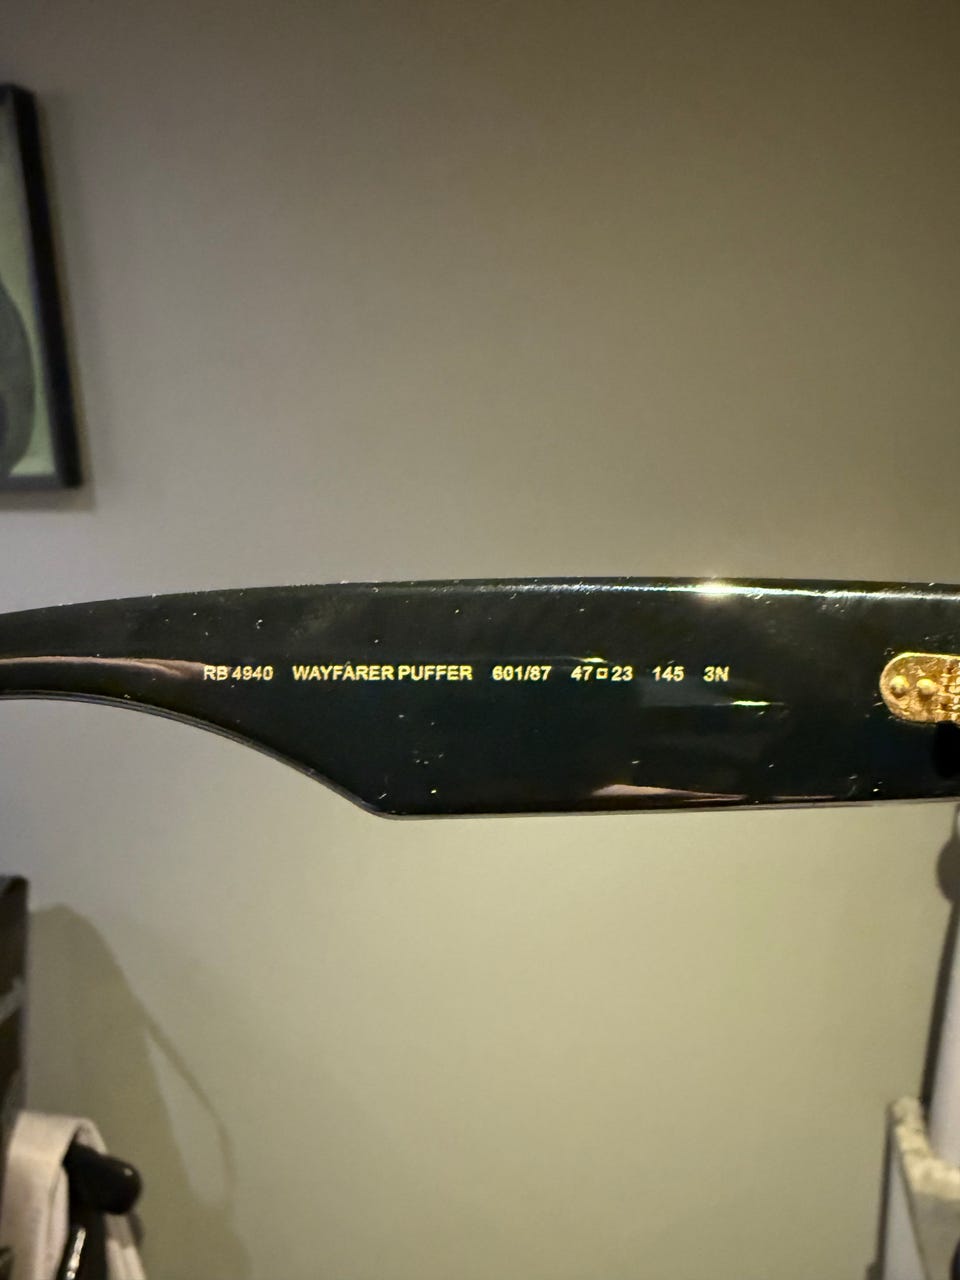 RB 4940 WAYFARER PUFFER 601/87 47□23 145 3N